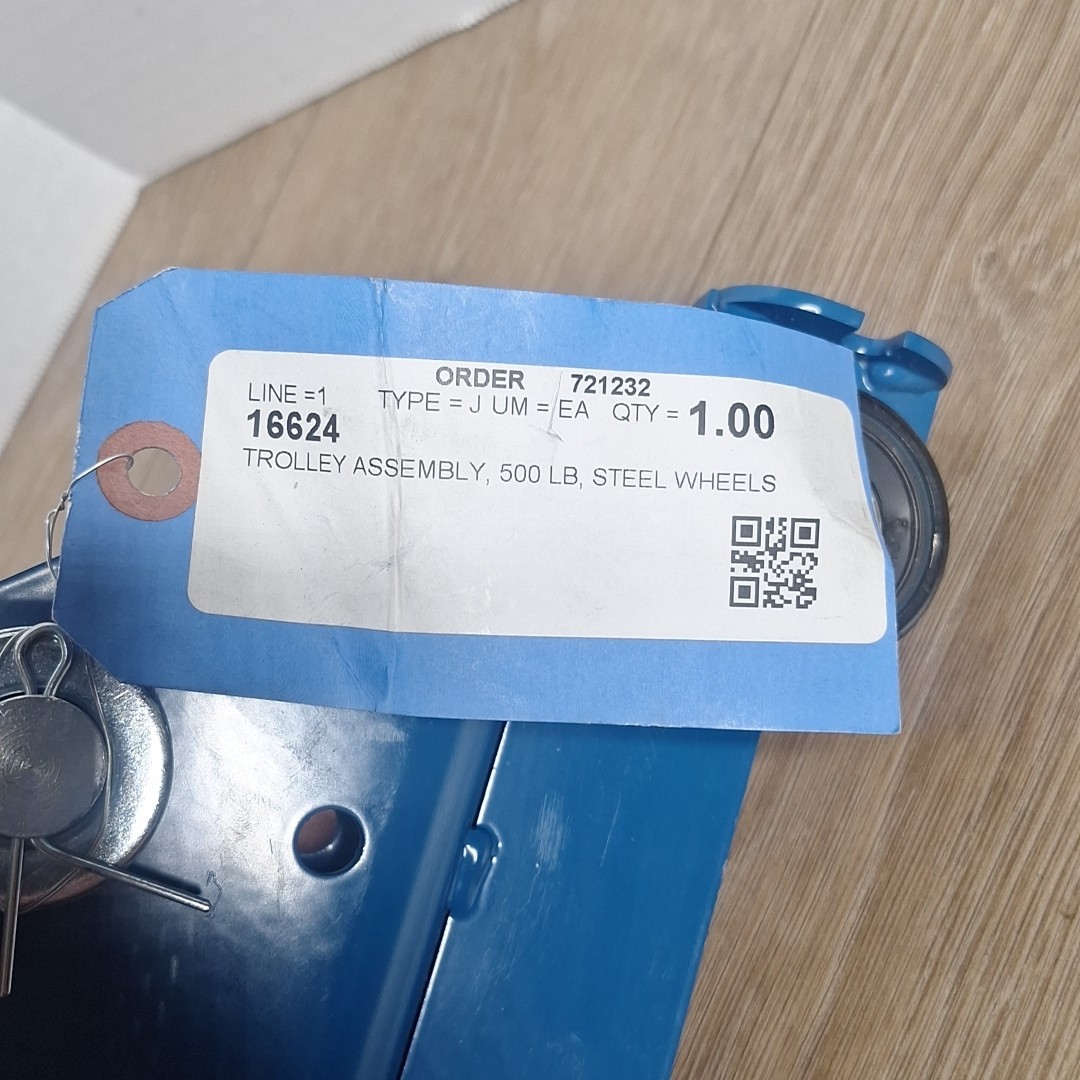 ORDER 721232
LINE =1 TYPE = J UM = EA QTY = 1.00
16624
TROLLEY ASSEMBLY, 500 LB, STEEL WHEELS